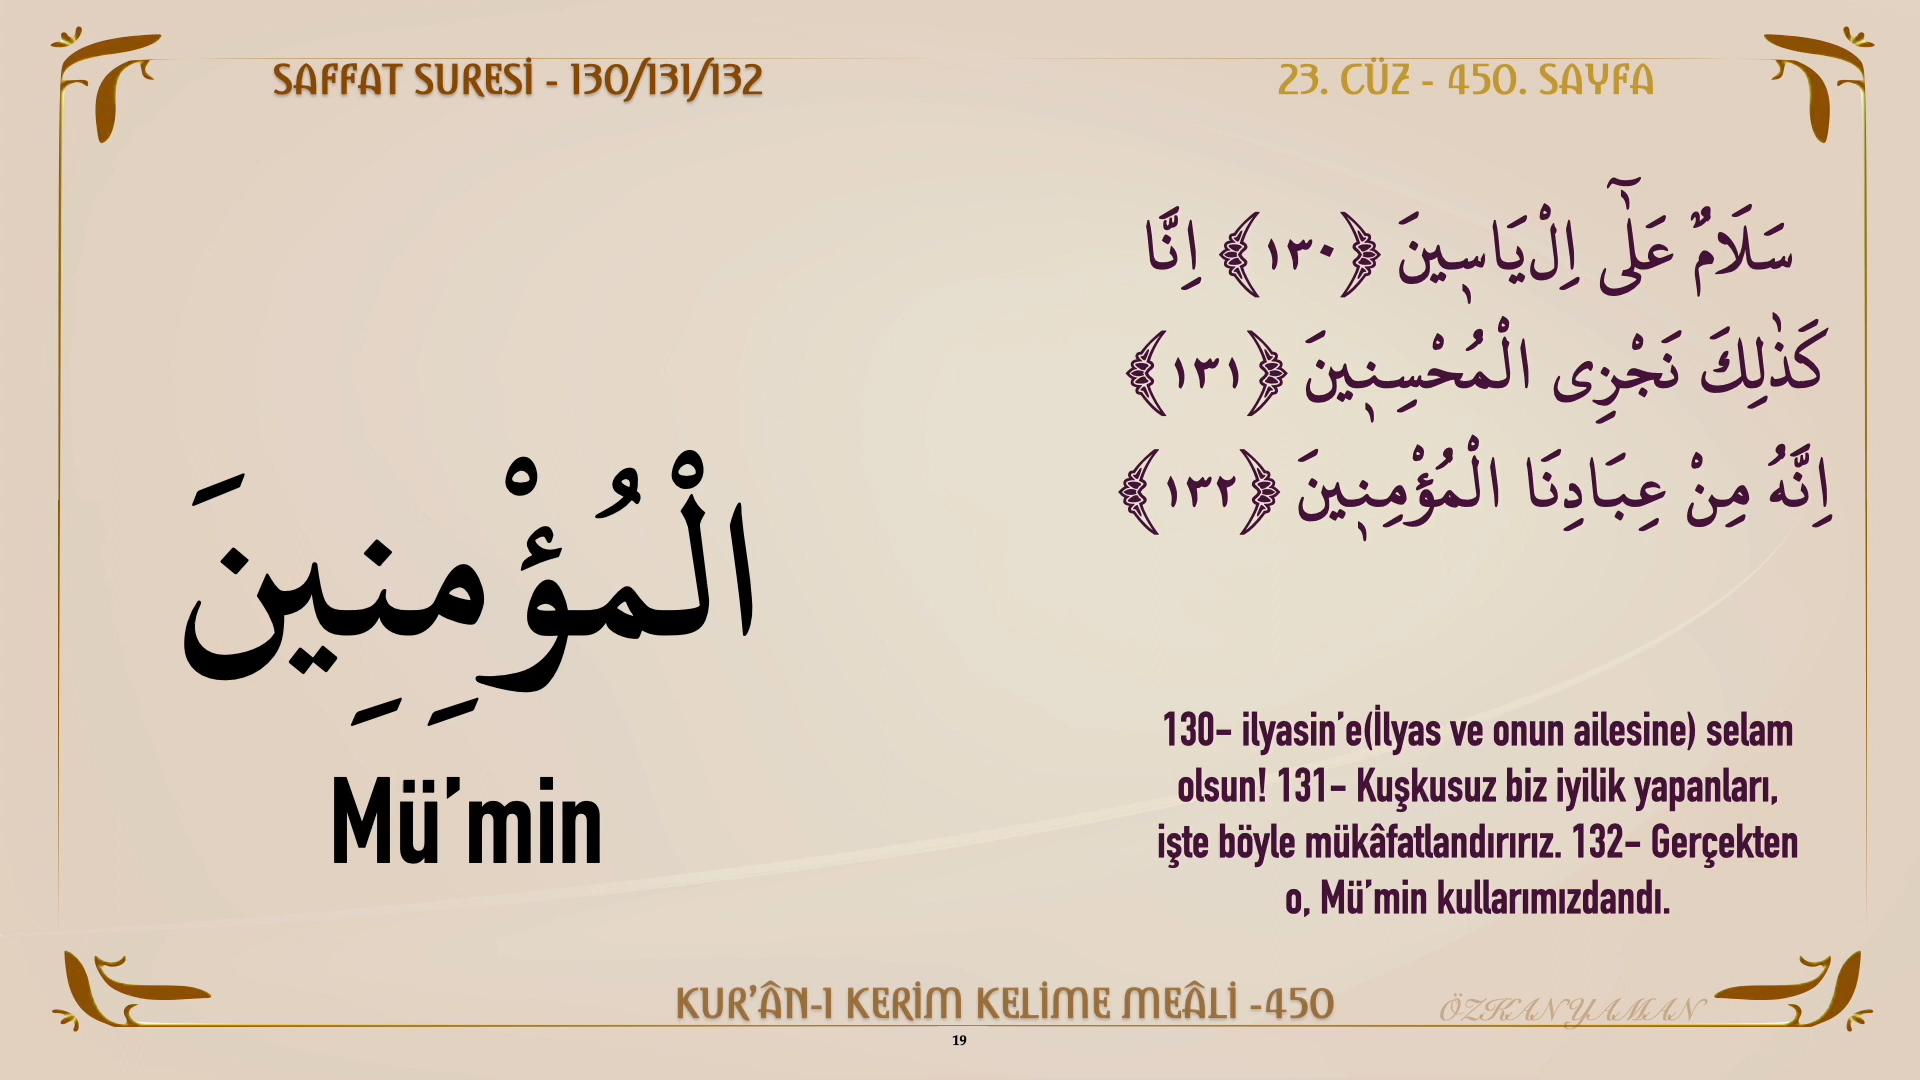 SAFFAT SURESİ - 130/131/132
23. CÜZ - 450. SAYFA
سَلَامٌ عَلٰٓى اِلْ يَاس۪ينَ ﴿١٣٠﴾ اِنَّا
كَذٰلِكَ نَجْزِى الْمُحْسِن۪ينَ ﴿١٣١﴾
اِنَّهُ مِنْ عِبَادِنَا الْمُؤْمِن۪ينَ ﴿١٣٢﴾
الْمُؤْمِنِينَ
Mü'min
130- ilyasin'e(İlyas ve onun ailesine) selam
olsun! 131- Kuşkusuz biz iyilik yapanları,
işte böyle mükâfatlandırırız. 132- Gerçekten
o, Mü'min kullarımızdandı.
KUR'ÂN-I KERİM KELİME MEÂLİ -450
ÖZKAN YAMAN
19